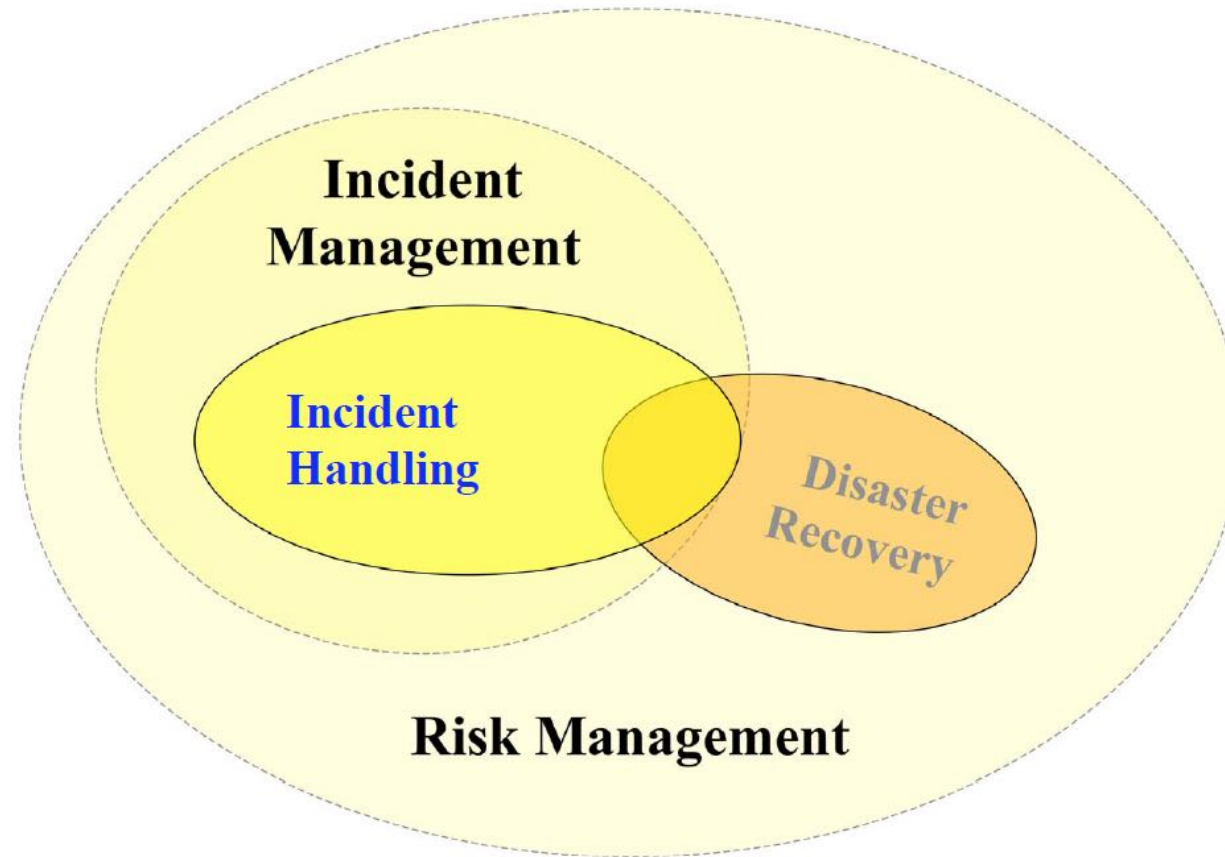 Incident
Management
Incident
Handling
Disaster
Recovery
Risk Management